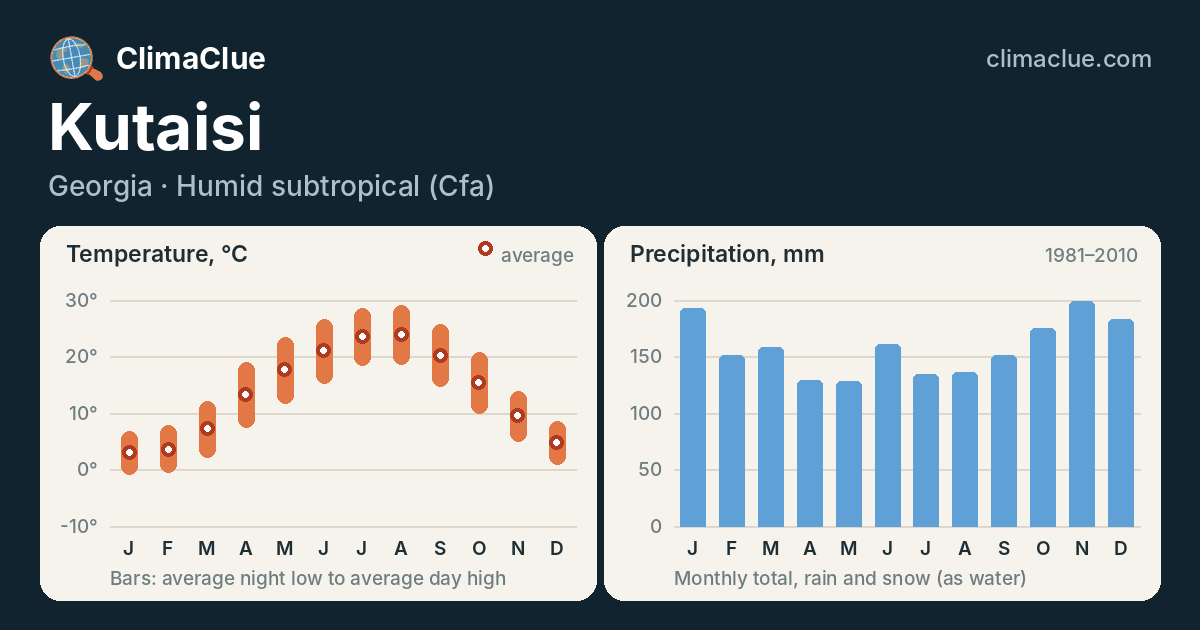 ClimaClue
climaclue.com
Kutaisi
Georgia · Humid subtropical (Cfa)
Temperature, °C
average
30°
20°
10°
0°
-10°
J F M A M J J A S O N D
Bars: average night low to average day high
Precipitation, mm
1981–2010
200
150
100
50
0
J F M A M J J A S O N D
Monthly total, rain and snow (as water)